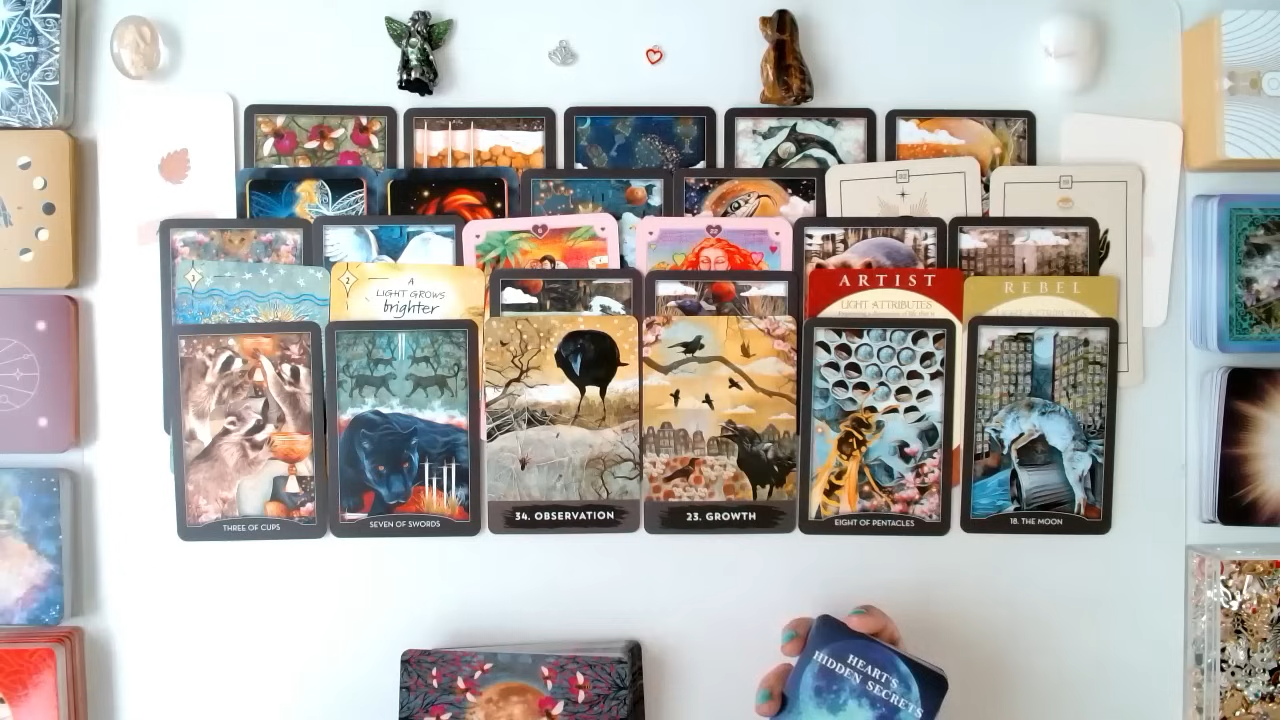 A
LIGHT GROWS
brighter
ARTIST
LIGHT ATTRIBUTES
REBEL
THREE OF CUPS
SEVEN OF SWORDS
34. OBSERVATION
23. GROWTH
EIGHT OF PENTACLES
18. THE MOON
HEART'S
HIDDEN SECRETS